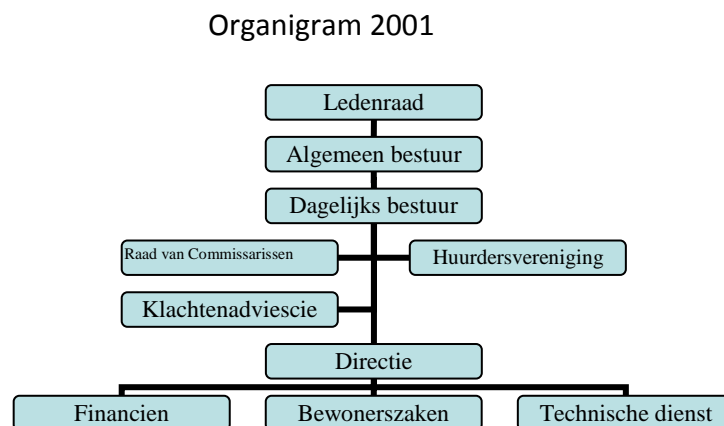 Organigram 2001
Ledenraad
Algemeen bestuur
Dagelijks bestuur
Raad van Commissarissen
Huurdersvereniging
Klachtenadviescie
Directie
Financien
Bewonerszaken
Technische dienst